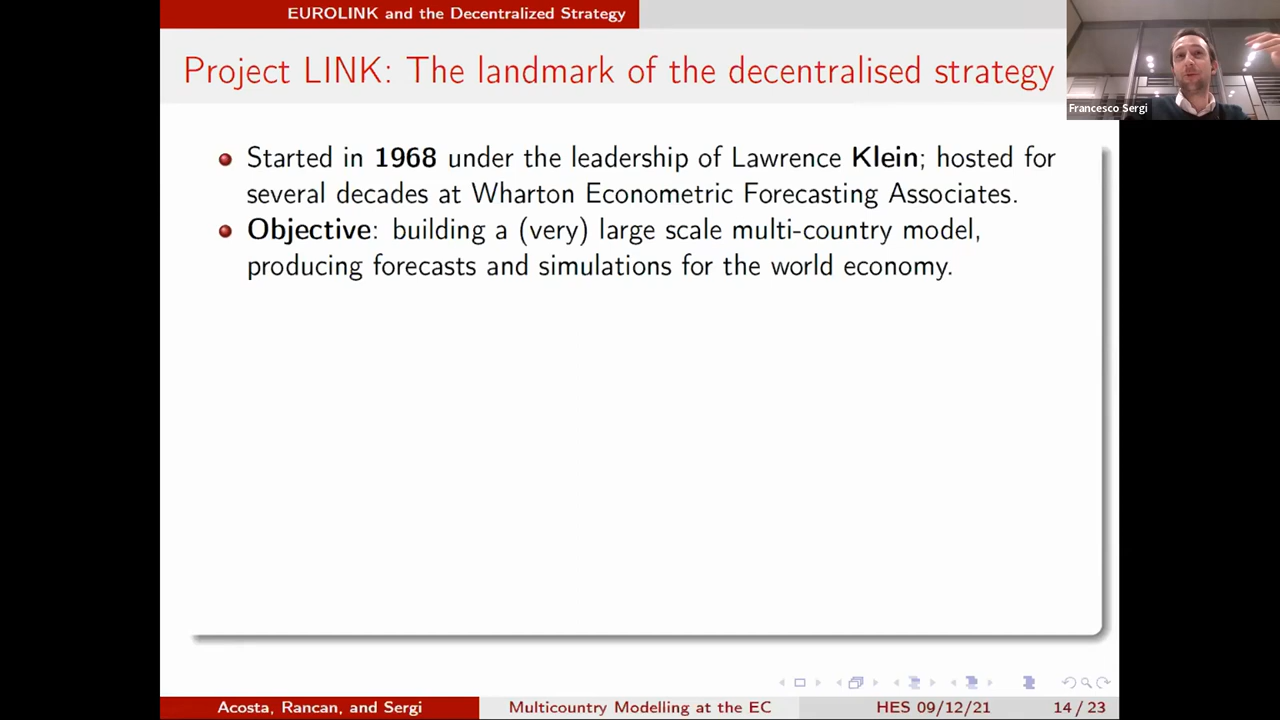 EUROLINK and the Decentralized Strategy
Project LINK: The landmark of the decentralised strategy
Francesco Sergi
Started in 1968 under the leadership of Lawrence Klein; hosted for
several decades at Wharton Econometric Forecasting Associates.
Objective: building a (very) large scale multi-country model,
producing forecasts and simulations for the world economy.
Acosta, Rancan, and Sergi
Multicountry Modelling at the EC
HES 09/12/21
14 / 23